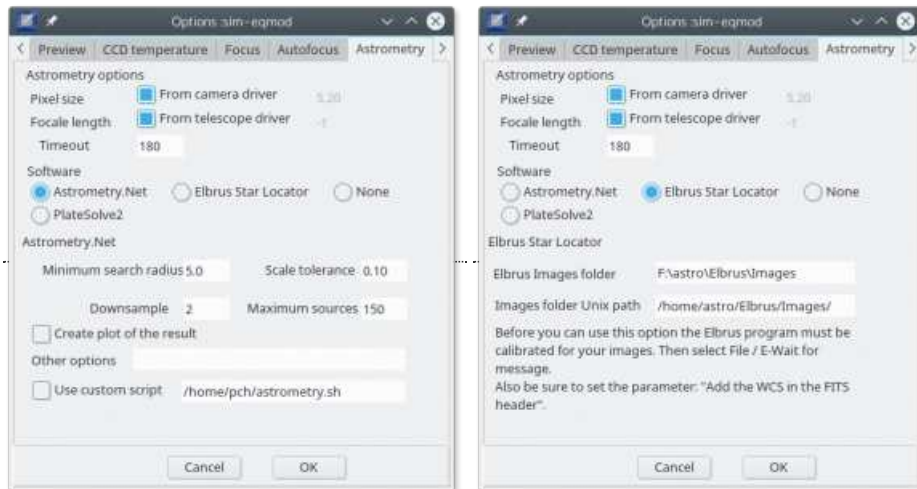 Options :sim-eqmod
Preview CCD temperature Focus Autofocus Astrometry
Astrometry options
Pixel size From camera driver 5.20
Focale length From telescope driver -1
Timeout 180
Software
Astrometry.Net Elbrus Star Locator None
PlateSolve2
Astrometry.Net
Minimum search radius 5.0 Scale tolerance 0.10
Downsample 2 Maximum sources 150
Create plot of the result
Other options
Use custom script /home/pch/astrometry.sh
Cancel OK
Options :sim-eqmod
Preview CCD temperature Focus Autofocus Astrometry
Astrometry options
Pixel size From camera driver 5.20
Focale length From telescope driver -1
Timeout 180
Software
Astrometry.Net Elbrus Star Locator None
PlateSolve2
Elbrus Star Locator
Elbrus Images folder F:\astro\Elbrus\Images
Images folder Unix path /home/astro/Elbrus/Images/
Before you can use this option the Elbrus program must be
calibrated for your images. Then select File / E-Wait for
message.
Also be sure to set the parameter: "Add the WCS in the FITS
header".
Cancel OK